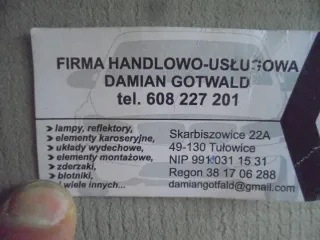 FIRMA HANDLOWO-USŁUGOWA
DAMIAN GOTWALD
tel. 608 227 201
> lampy, reflektory,
> elementy karoseryjne,
> układy wydechowe,
> elementy montażowe,
> zderzaki,
> błotniki,
i wiele innych...
Skarbiszowice 22A
49-130 Tułowice
NIP 991 031 15 31
Regon 38 17 06 288
damiangotfald@gmail.com